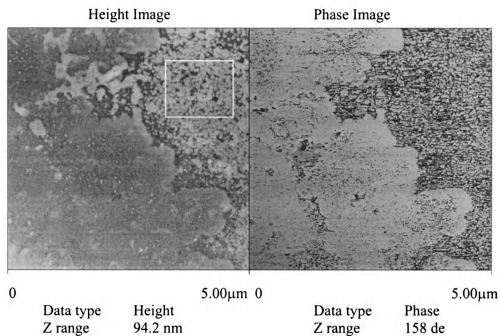 Height Image Phase Image
0 5.00μm 0 5.00μm
Data type Height Data type Phase
Z range 94.2 nm Z range 158 de